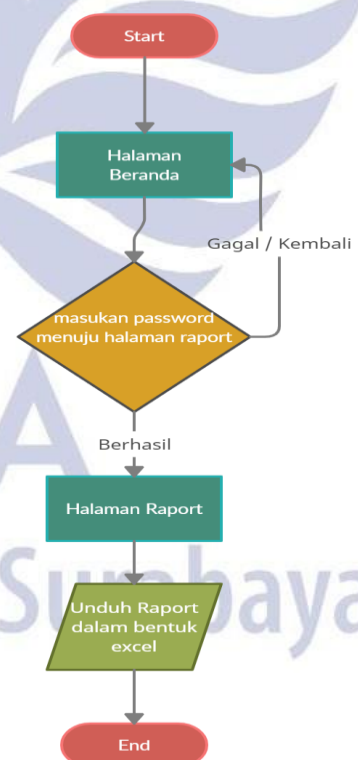 Start
Halaman
Beranda
Gagal / Kembali
masukan password
menuju halaman raport
Berhasil
Halaman Raport
Unduh Raport
dalam bentuk
excel
End
A
Surabaya